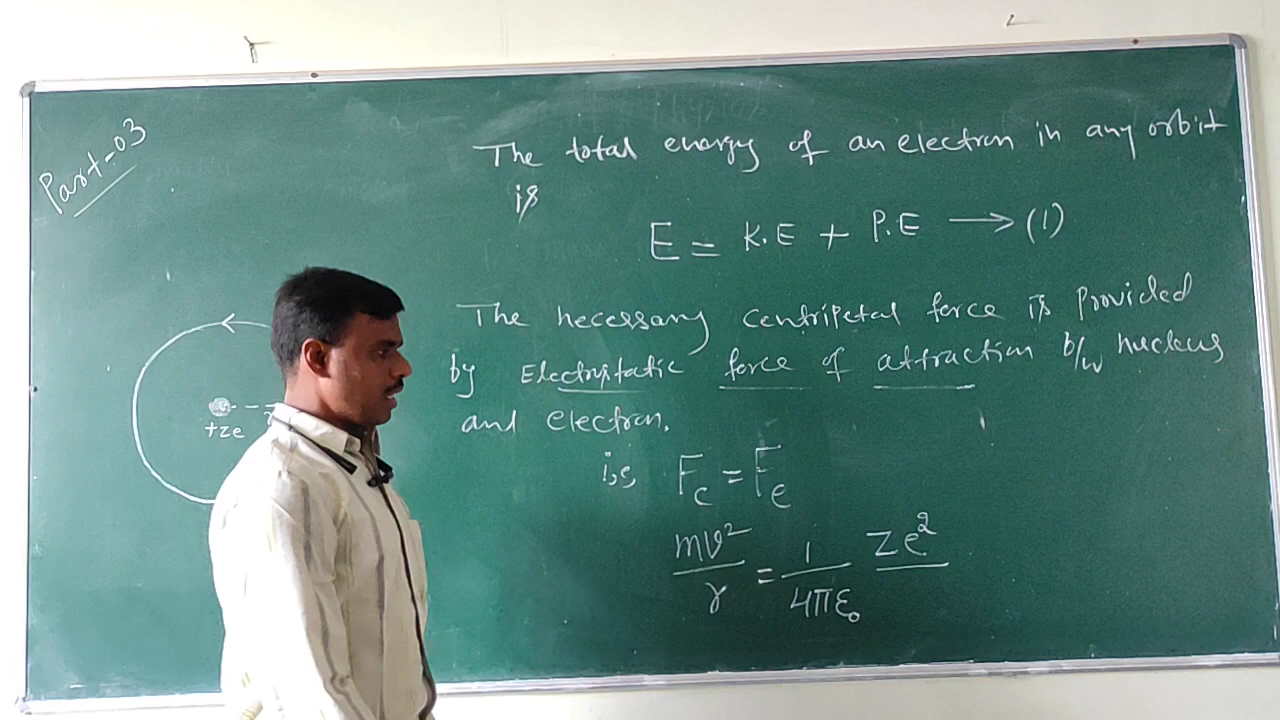 Part-03
The total energy of an electron in any orbit
is
E = K.E + P.E ⟶ (1)
The necessary centripetal force is provided
by Electrostatic force of attraction b/w nucleus
and electron.
i.e, F_c = F_e
mv²/r = 1/4πε₀ Ze²
+ze